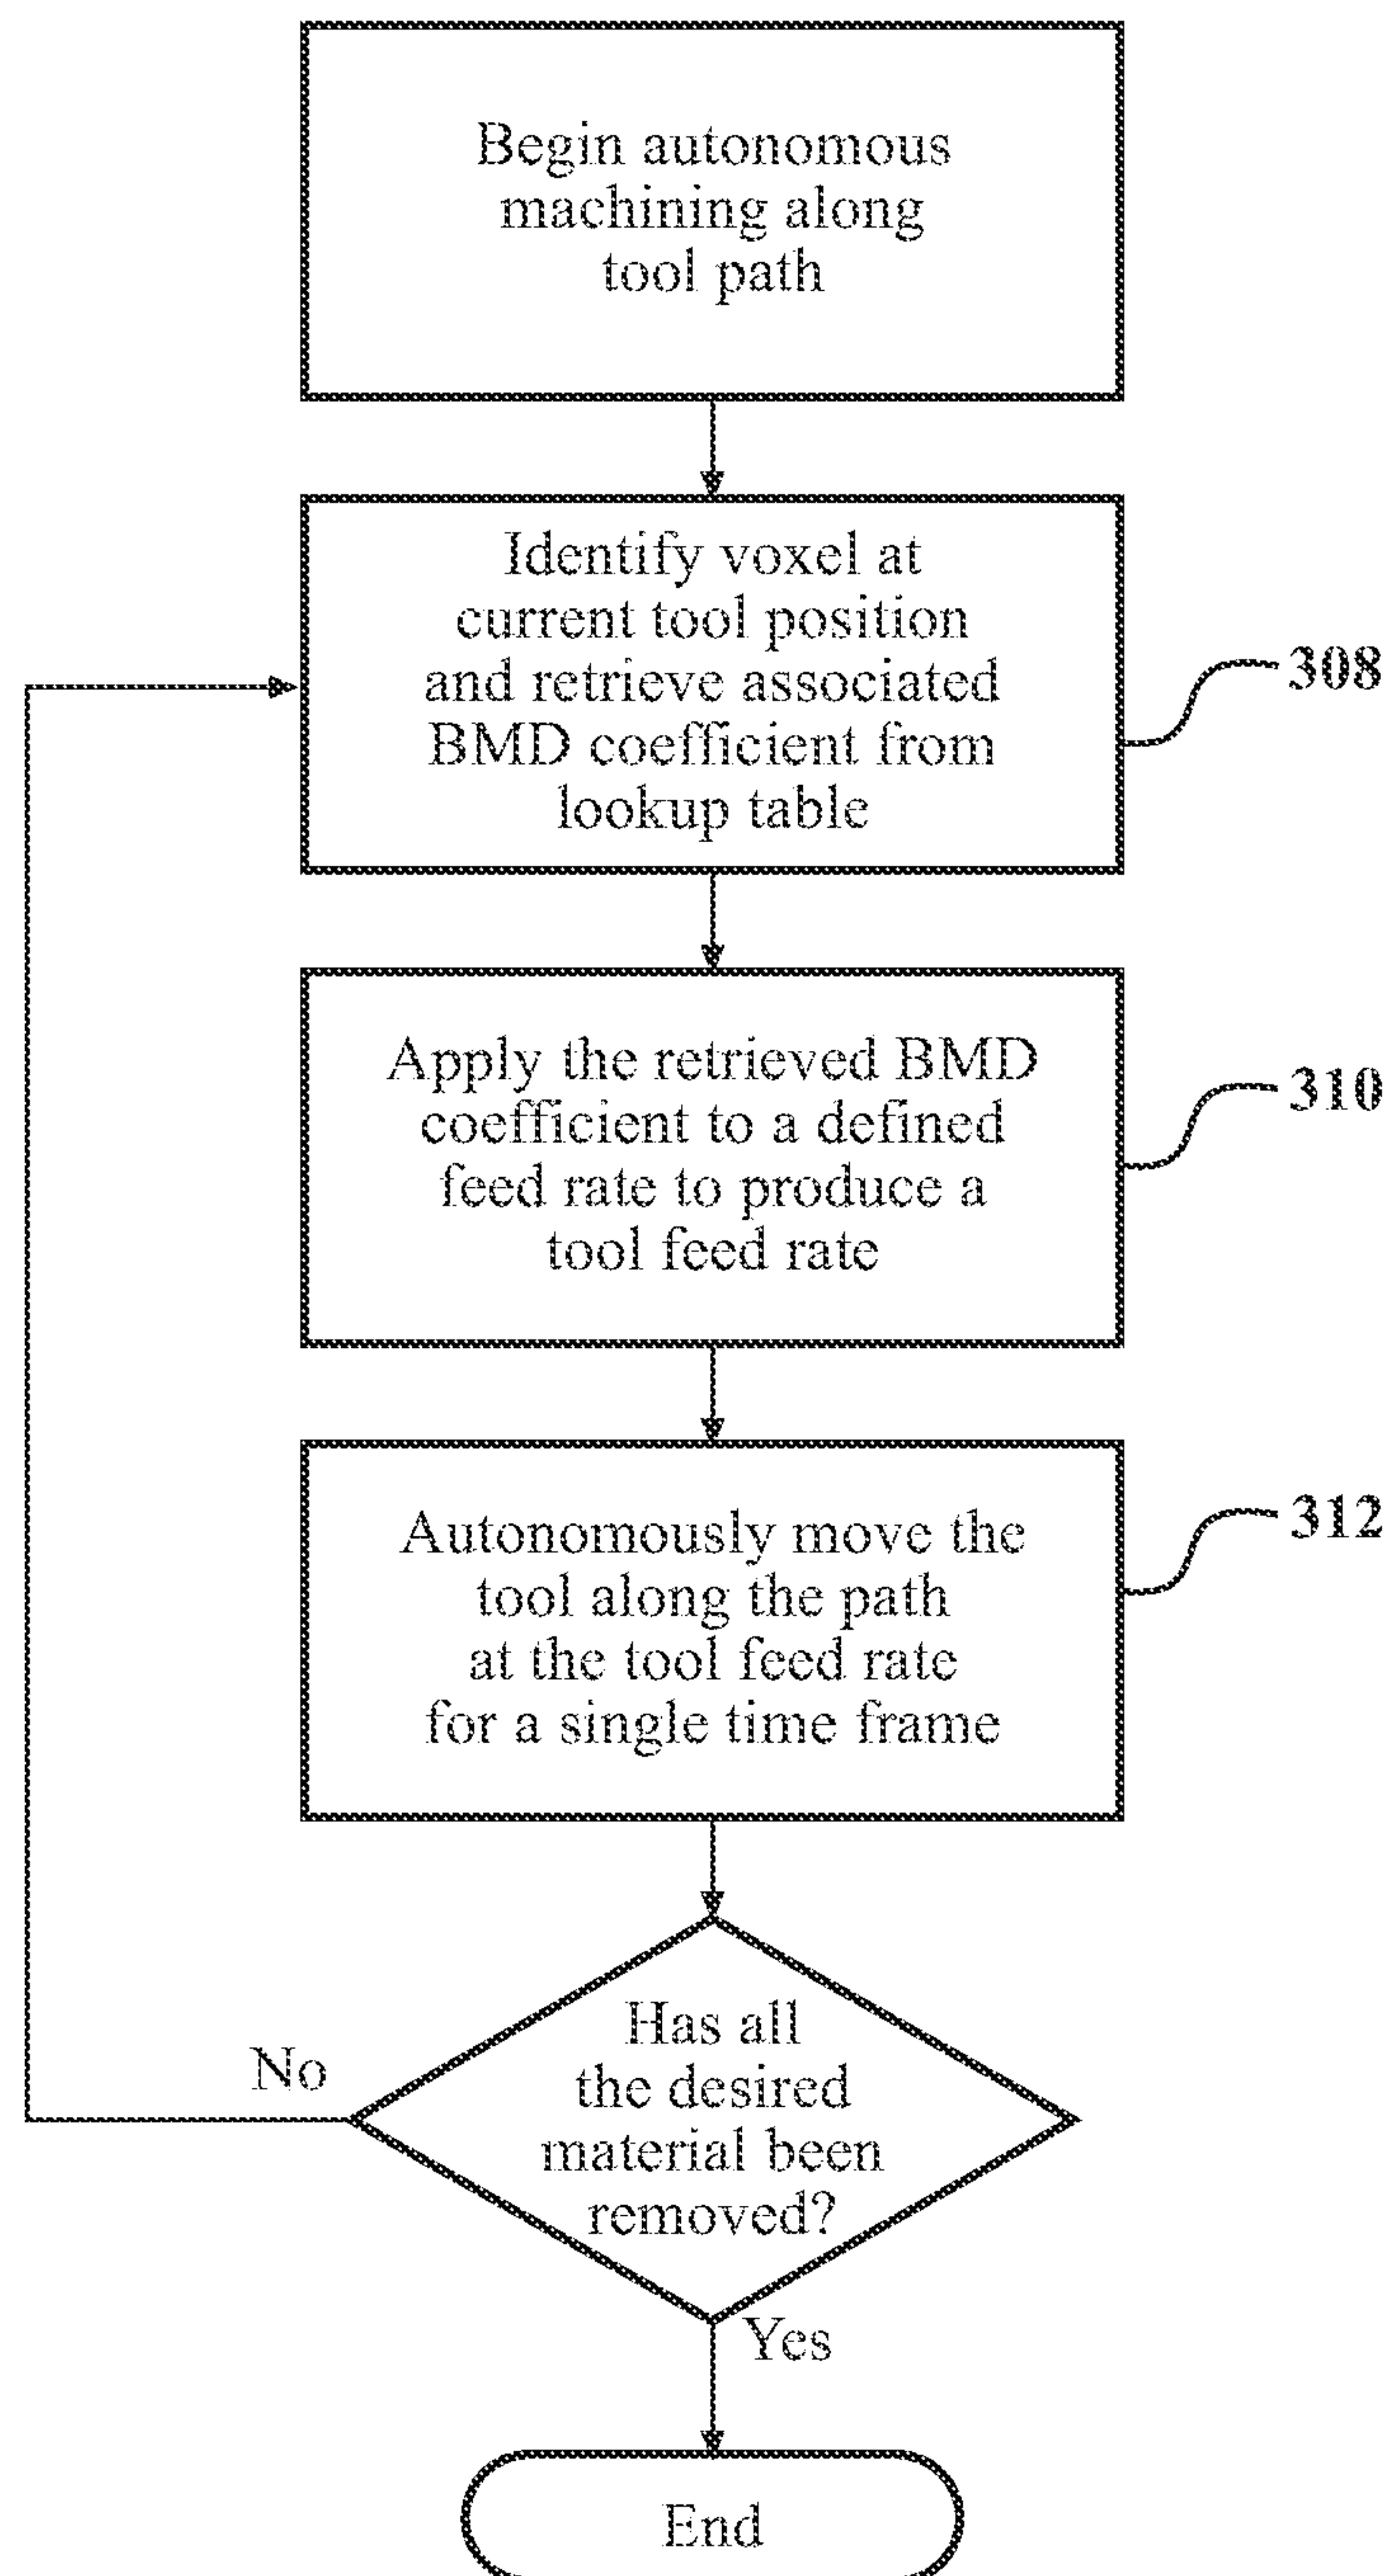 Begin autonomous
machining along
tool path
Identify voxel at
current tool position
and retrieve associated
BMD coefficient from
lookup table
308
Apply the retrieved BMD
coefficient to a defined
feed rate to produce a
tool feed rate
310
Autonomously move the
tool along the path
at the tool feed rate
for a single time frame
312
Has all
the desired
material been
removed?
No
Yes
End